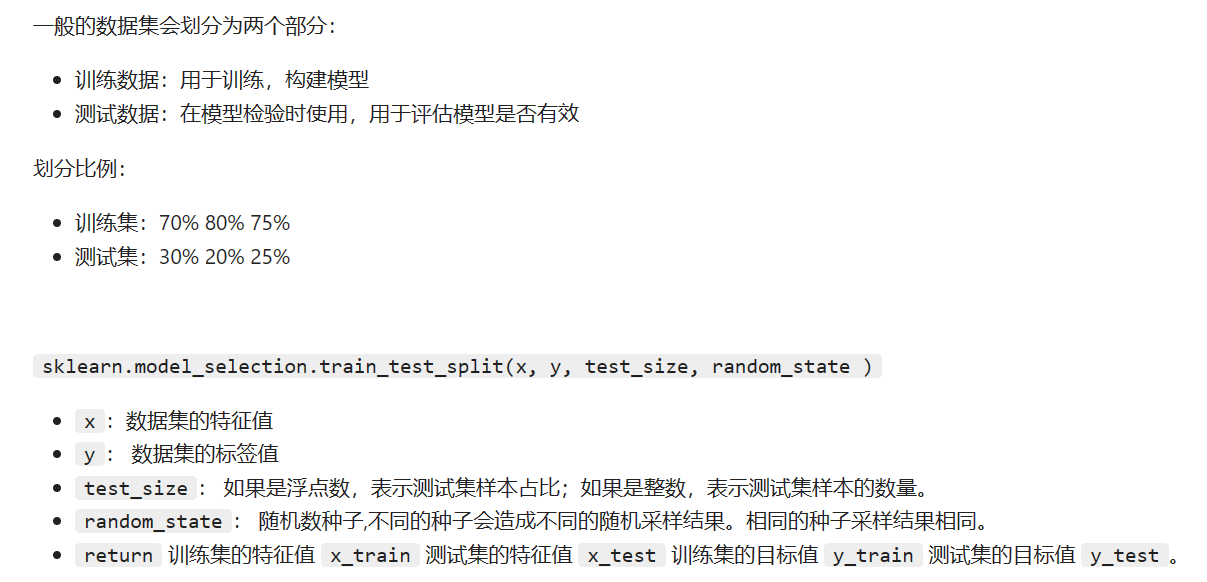 一般的数据集会划分为两个部分：
训练数据：用于训练，构建模型
测试数据：在模型检验时使用，用于评估模型是否有效
划分比例：
训练集：70% 80% 75%
测试集：30% 20% 25%
sklearn.model_selection.train_test_split(x, y, test_size, random_state )
x ：数据集的特征值
y ： 数据集的标签值
test_size ： 如果是浮点数，表示测试集样本占比；如果是整数，表示测试集样本的数量。
random_state ： 随机数种子,不同的种子会造成不同的随机采样结果。相同的种子采样结果相同。
return 训练集的特征值 x_train 测试集的特征值 x_test 训练集的目标值 y_train 测试集的目标值 y_test 。